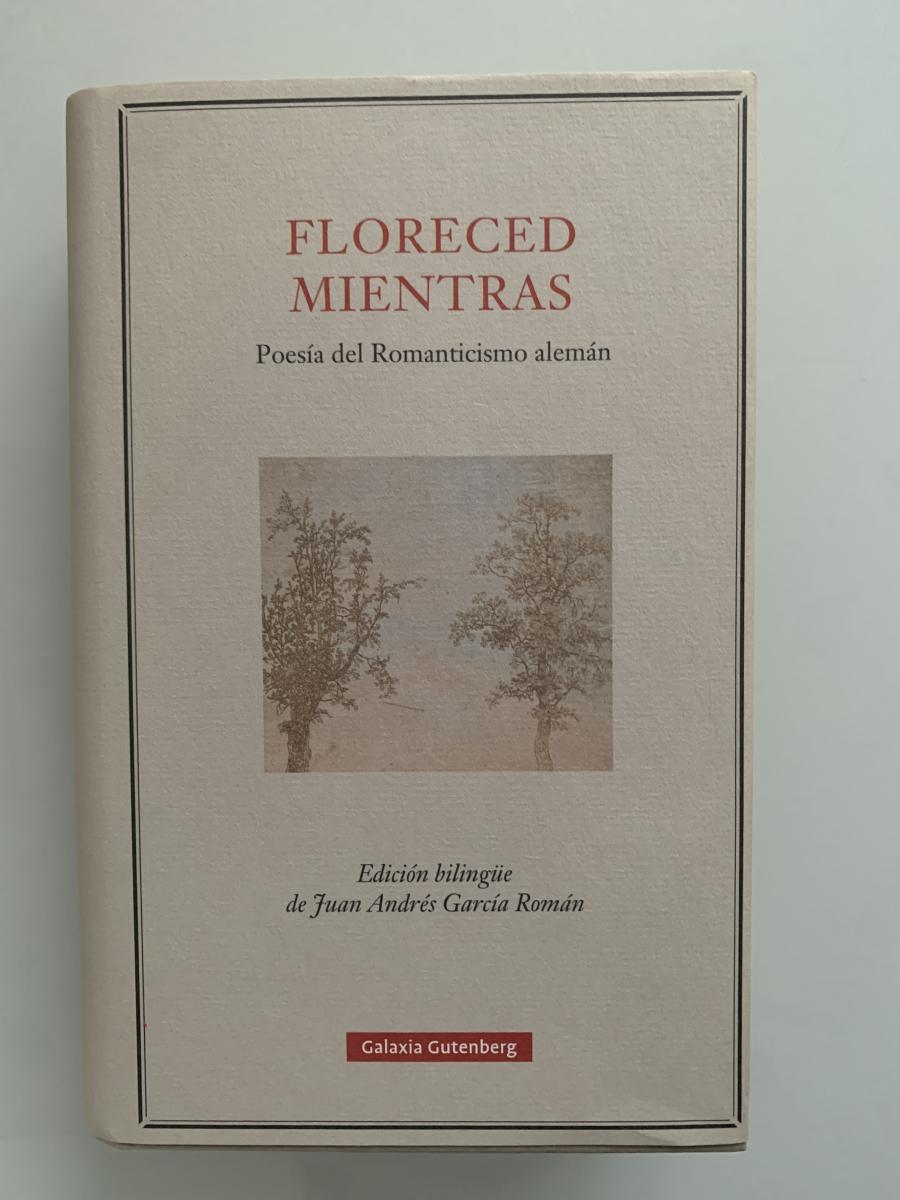 FLORECED
MIENTRAS
Poesía del Romanticismo alemán
Edición bilingüe
de Juan Andrés García Román
Galaxia Gutenberg